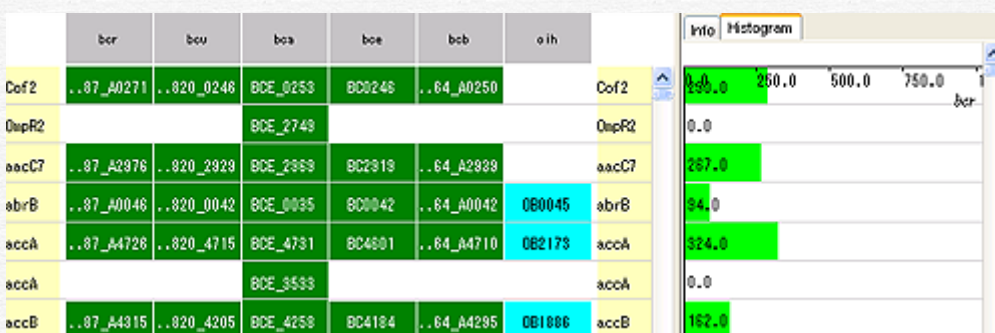 Info Histogram
bcr bcu bca bce bcb oih
0.0 250.0 500.0 750.0
bcr
Cof2 ..87_A0271 ..820_0246 BCE_0253 BC0246 ..64_A0250 Cof2
OmpR2 BCE_2749 OmpR2 0.0
aacC7 ..87_A2976 ..820_2929 BCE_2969 BC2919 ..64_A2939 aacC7 267.0
abrB ..87_A0046 ..820_0042 BCE_0035 BC0042 ..64_A0042 OB0045 abrB 94.0
accA ..87_A4726 ..820_4715 BCE_4731 BC4601 ..64_A4710 OB2173 accA 324.0
accA BCE_3533 accA 0.0
accB ..87_A4315 ..820_4205 BCE_4258 BC4184 ..64_A4295 OB1886 accB 162.0